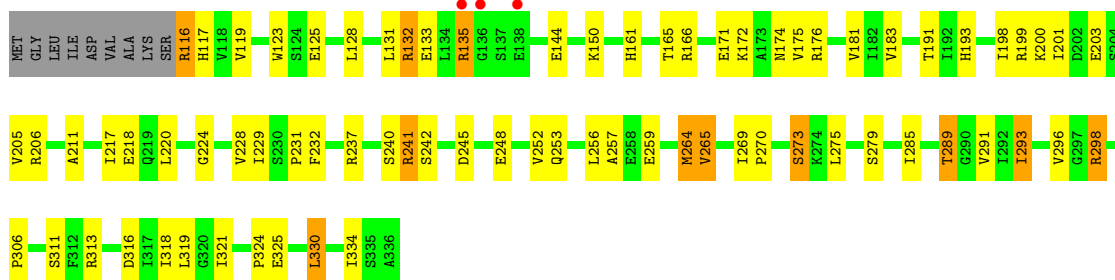 MET GLY LEU ILE ASP VAL ALA LYS SER R116 H117 V118 V119 W123 S124 E125 L128 L131 R132 E133 L134 R135 G136 S137 E138 E144 K150 H161 T165 R166 E171 K172 A173 N174 V175 R176 V181 I182 V183 T191 I192 H193 I198 R199 K200 I201 D202 E203 S204
V205 R206 A211 I217 E218 Q219 L220 G224 V228 I229 S230 P231 F232 R237 S240 R241 S242 D245 E248 V252 Q253 L256 A257 E258 E259 M264 V265 I269 P270 S273 K274 L275 S279 I285 T289 G290 V291 I292 I293 V296 G297 R298
P306 S311 F312 R313 D316 I317 I318 L319 G320 I321 P324 E325 L330 I334 S335 A336